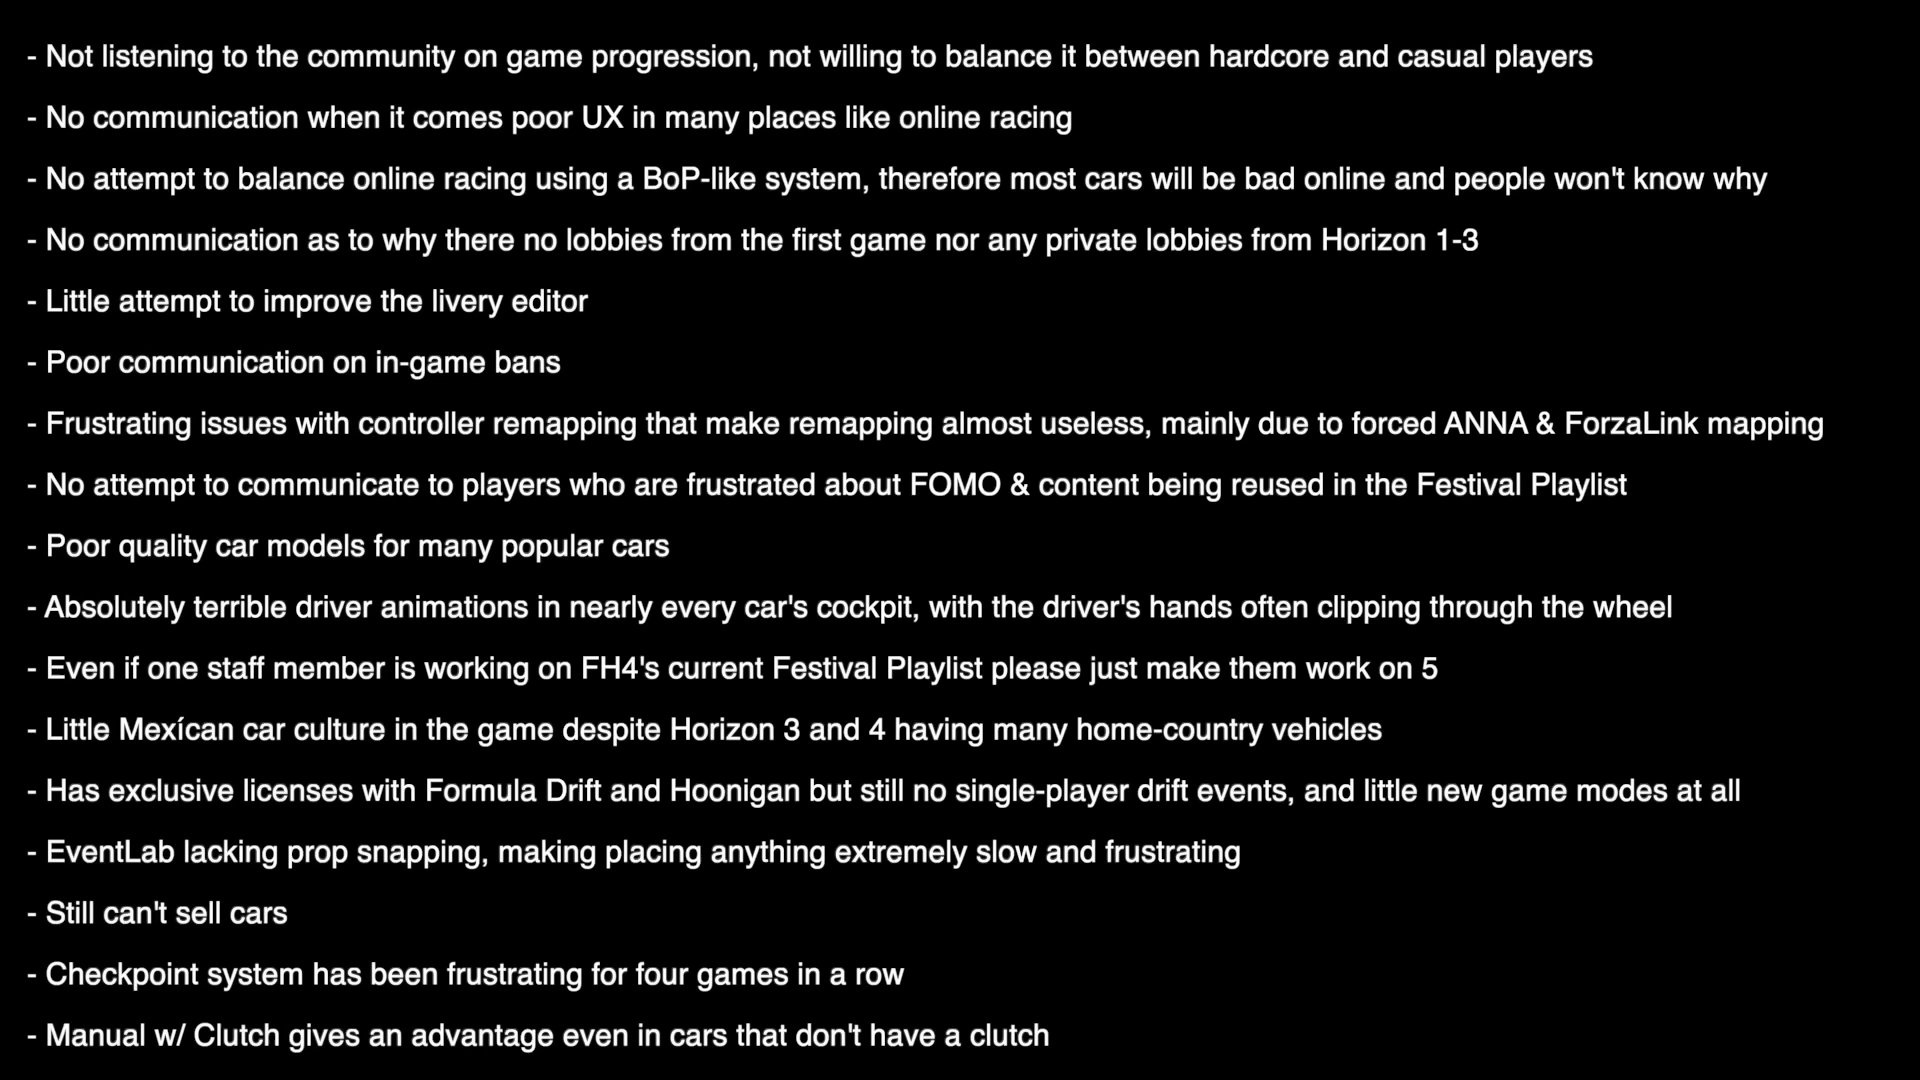 - Not listening to the community on game progression, not willing to balance it between hardcore and casual players
- No communication when it comes poor UX in many places like online racing
- No attempt to balance online racing using a BoP-like system, therefore most cars will be bad online and people won't know why
- No communication as to why there no lobbies from the first game nor any private lobbies from Horizon 1-3
- Little attempt to improve the livery editor
- Poor communication on in-game bans
- Frustrating issues with controller remapping that make remapping almost useless, mainly due to forced ANNA & ForzaLink mapping
- No attempt to communicate to players who are frustrated about FOMO & content being reused in the Festival Playlist
- Poor quality car models for many popular cars
- Absolutely terrible driver animations in nearly every car's cockpit, with the driver's hands often clipping through the wheel
- Even if one staff member is working on FH4's current Festival Playlist please just make them work on 5
- Little Mexícan car culture in the game despite Horizon 3 and 4 having many home-country vehicles
- Has exclusive licenses with Formula Drift and Hoonigan but still no single-player drift events, and little new game modes at all
- EventLab lacking prop snapping, making placing anything extremely slow and frustrating
- Still can't sell cars
- Checkpoint system has been frustrating for four games in a row
- Manual w/ Clutch gives an advantage even in cars that don't have a clutch